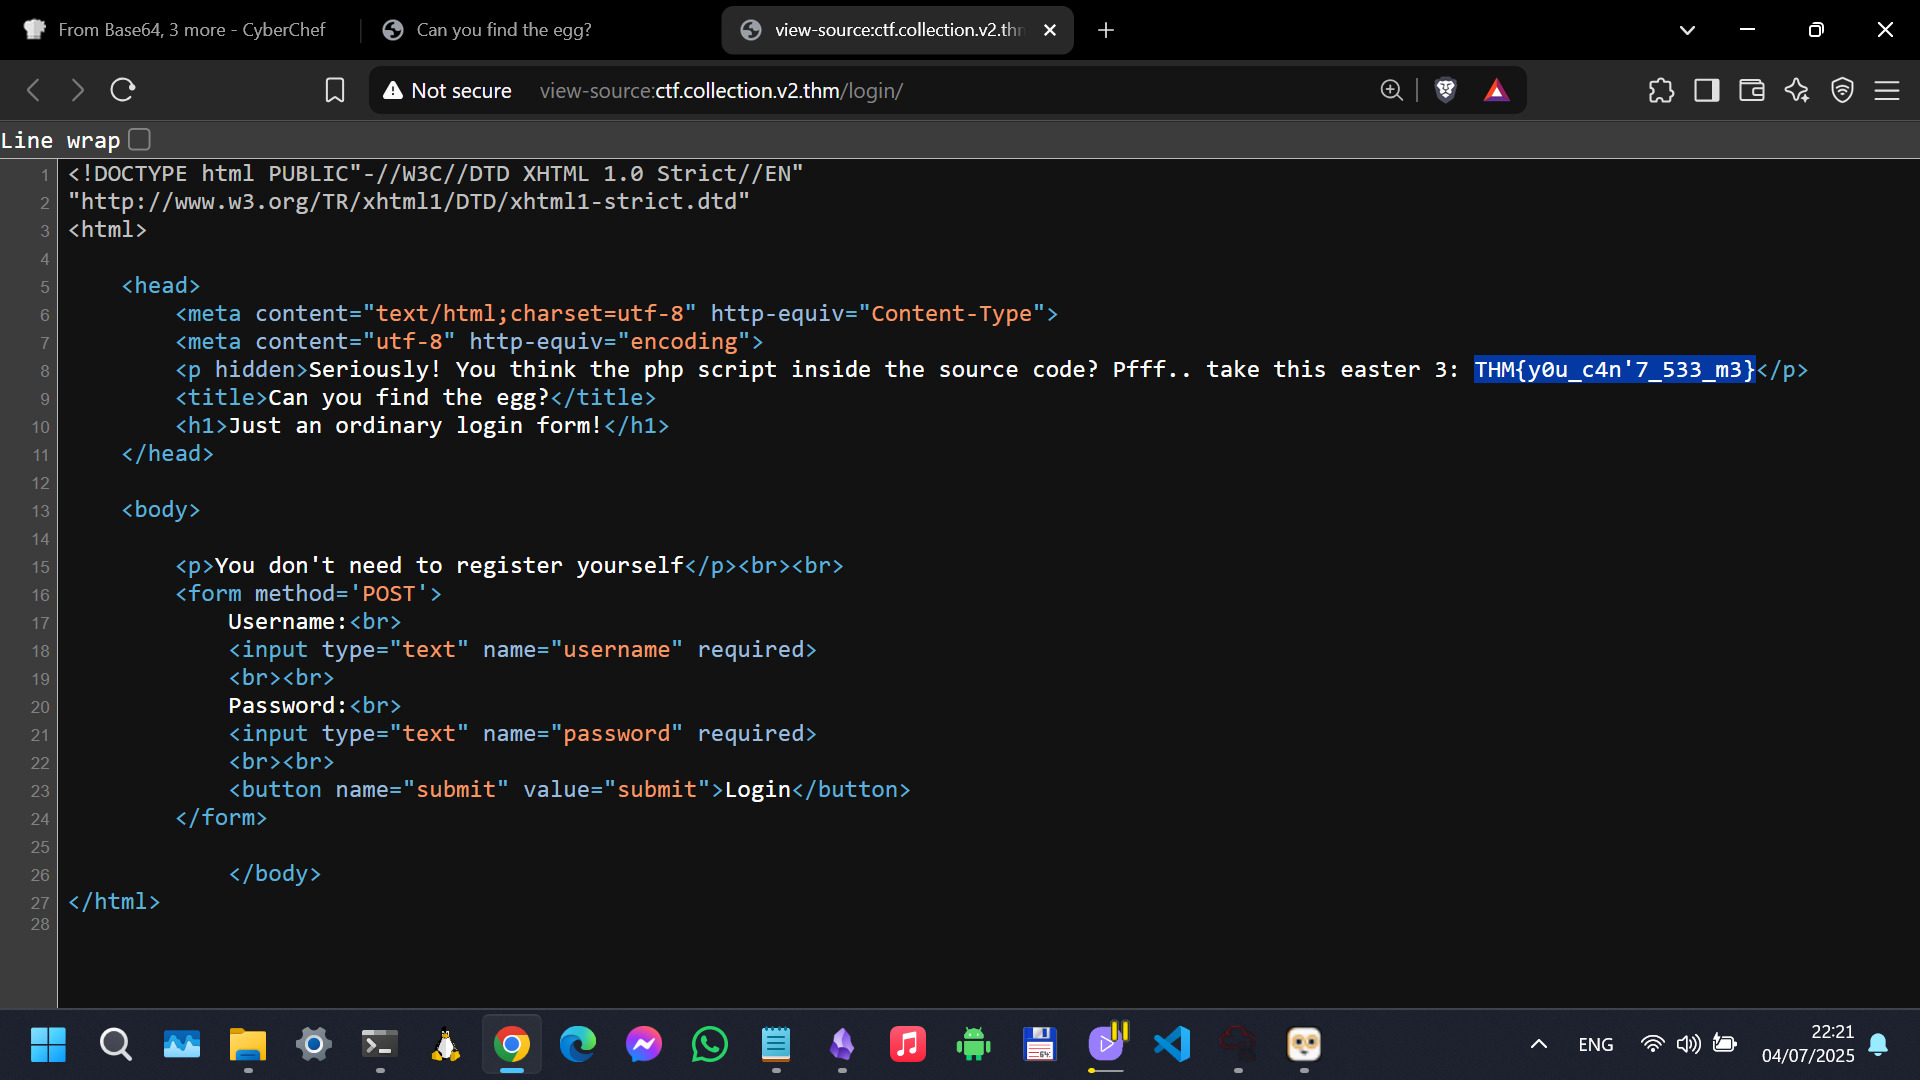 From Base64, 3 more - CyberChef
Can you find the egg?
view-source:ctf.collection.v2.thm
Not secure
view-source:ctf.collection.v2.thm/login/
Line wrap
1 <!DOCTYPE html PUBLIC"-//W3C//DTD XHTML 1.0 Strict//EN"
2 "http://www.w3.org/TR/xhtml1/DTD/xhtml1-strict.dtd"
3 <html>
4
5 <head>
6 <meta content="text/html;charset=utf-8" http-equiv="Content-Type">
7 <meta content="utf-8" http-equiv="encoding">
8 <p hidden>Seriously! You think the php script inside the source code? Pfff.. take this easter 3: THM{y0u_c4n'7_533_m3}</p>
9 <title>Can you find the egg?</title>
10 <h1>Just an ordinary login form!</h1>
11 </head>
12
13 <body>
14
15 <p>You don't need to register yourself</p><br><br>
16 <form method='POST'>
17 Username:<br>
18 <input type="text" name="username" required>
19 <br><br>
20 Password:<br>
21 <input type="text" name="password" required>
22 <br><br>
23 <button name="submit" value="submit">Login</button>
24 </form>
25
26 </body>
27 </html>
28
64
ENG
22:21
04/07/2025